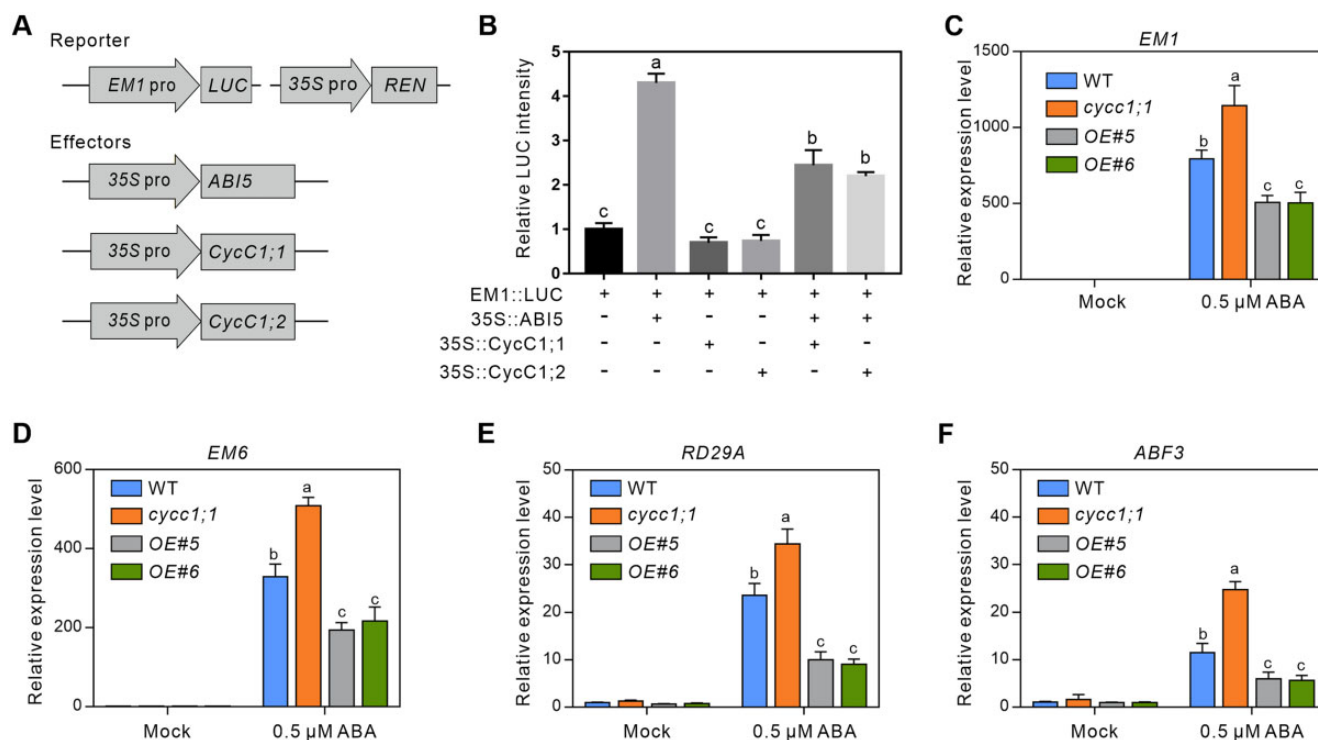 A
Reporter
EM1 pro LUC 35S pro REN
Effectors
35S pro ABI5
35S pro CycC1;1
35S pro CycC1;2
B
Relative LUC intensity
5
4
3
2
1
0
c a c c b b
EM1::LUC + + + + + +
35S::ABI5 - + - - + +
35S::CycC1;1 - - + - + -
35S::CycC1;2 - - - + - +
C
EM1
Relative expression level
1500
1000
500
0
WT
cycc1;1
OE#5
OE#6
b a c c
Mock 0.5 µM ABA
D
EM6
Relative expression level
600
400
200
0
WT
cycc1;1
OE#5
OE#6
b a c c
Mock 0.5 µM ABA
E
RD29A
Relative expression level
50
40
30
20
10
0
WT
cycc1;1
OE#5
OE#6
b a c c
Mock 0.5 µM ABA
F
ABF3
Relative expression level
50
40
30
20
10
0
WT
cycc1;1
OE#5
OE#6
b a c c
Mock 0.5 µM ABA